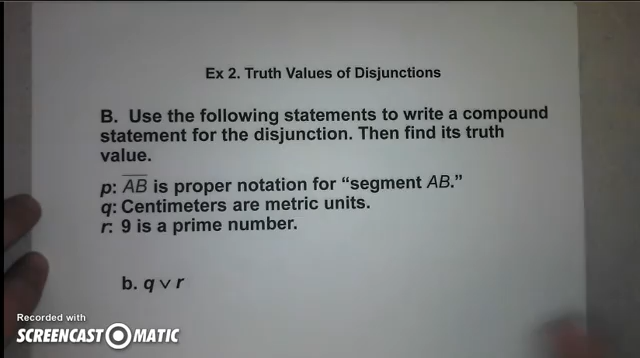 Ex 2. Truth Values of Disjunctions
B. Use the following statements to write a compound
statement for the disjunction. Then find its truth
value.
p: A͞B͞ is proper notation for “segment AB.”
q: Centimeters are metric units.
r: 9 is a prime number.
b. q ∨ r
Recorded with
SCREENCAST O MATIC